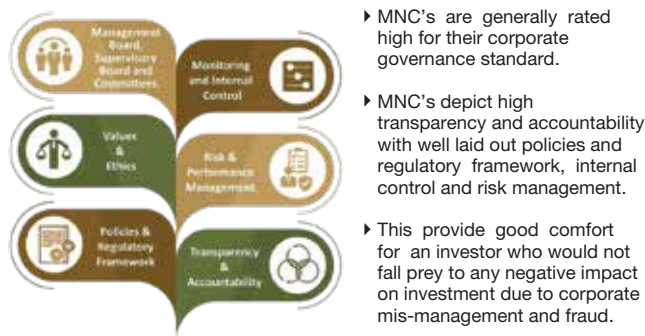 Management
Board,
Supervisory
Board and
Committees
Monitoring
and Internal
Control
Values
&
Ethics
Risk &
Performance
Management
Policies &
Regulatory
Framework
Transparency
&
Accountability
MNC's are generally rated
high for their corporate
governance standard.
MNC's depict high
transparency and accountability
with well laid out policies and
regulatory framework, internal
control and risk management.
This provide good comfort
for an investor who would not
fall prey to any negative impact
on investment due to corporate
mis-management and fraud.